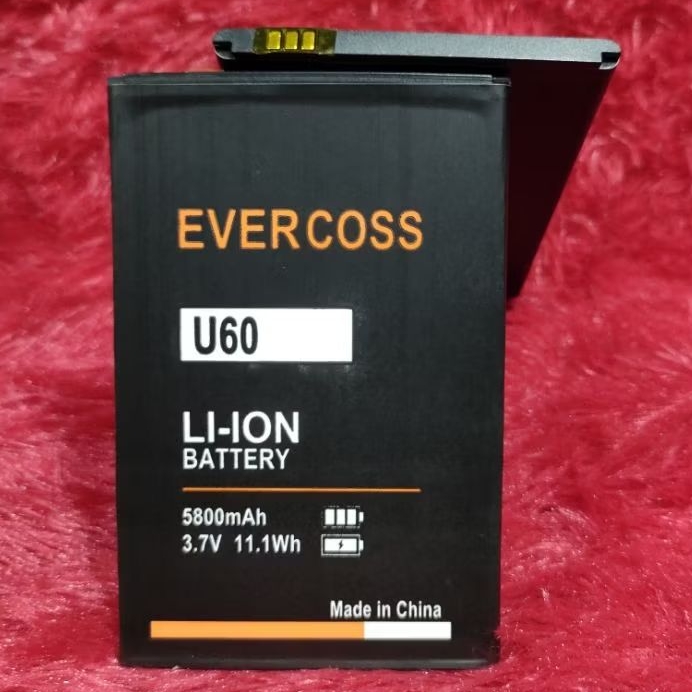 EVERCOSS
U60
LI-ION
BATTERY
5800mAh
3.7V 11.1Wh
Made in China